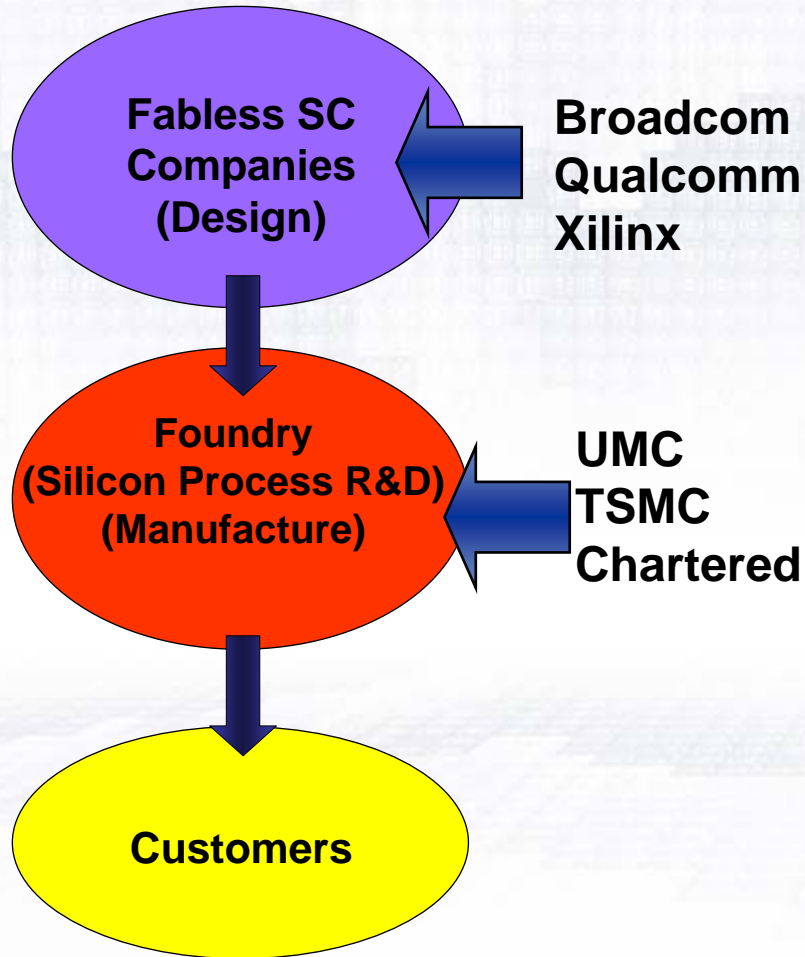 Fabless SC
Companies
(Design)
Broadcom
Qualcomm
Xilinx
Foundry
(Silicon Process R&D)
(Manufacture)
UMC
TSMC
Chartered
Customers